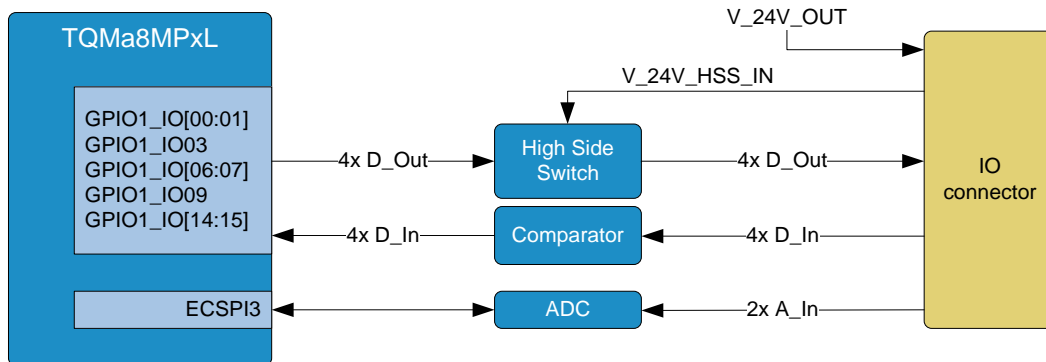 TQMa8MPxL
V_24V_OUT
V_24V_HSS_IN
GPIO1_IO[00:01]
GPIO1_IO03
GPIO1_IO[06:07]
GPIO1_IO09
GPIO1_IO[14:15]
4x D_Out
High Side
Switch
4x D_Out
IO
connector
4x D_In
Comparator
4x D_In
ECSPI3
ADC
2x A_In